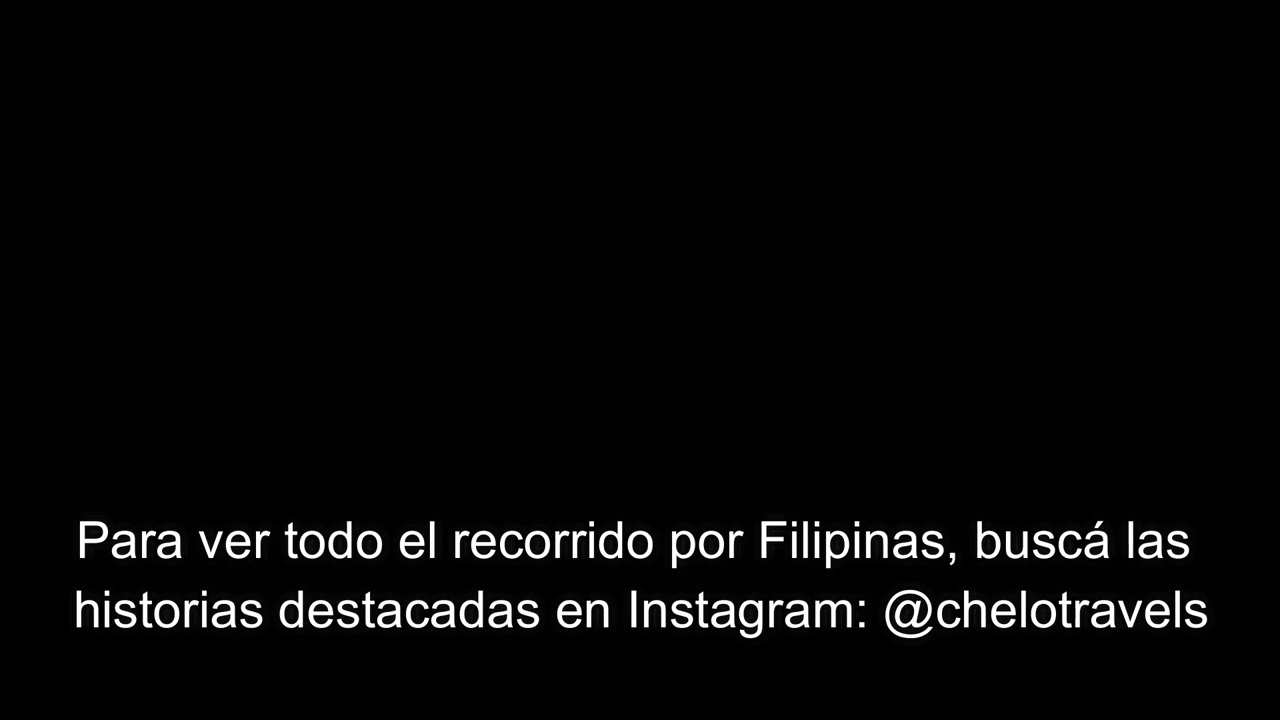 Para ver todo el recorrido por Filipinas, buscá las
historias destacadas en Instagram: @chelotravels